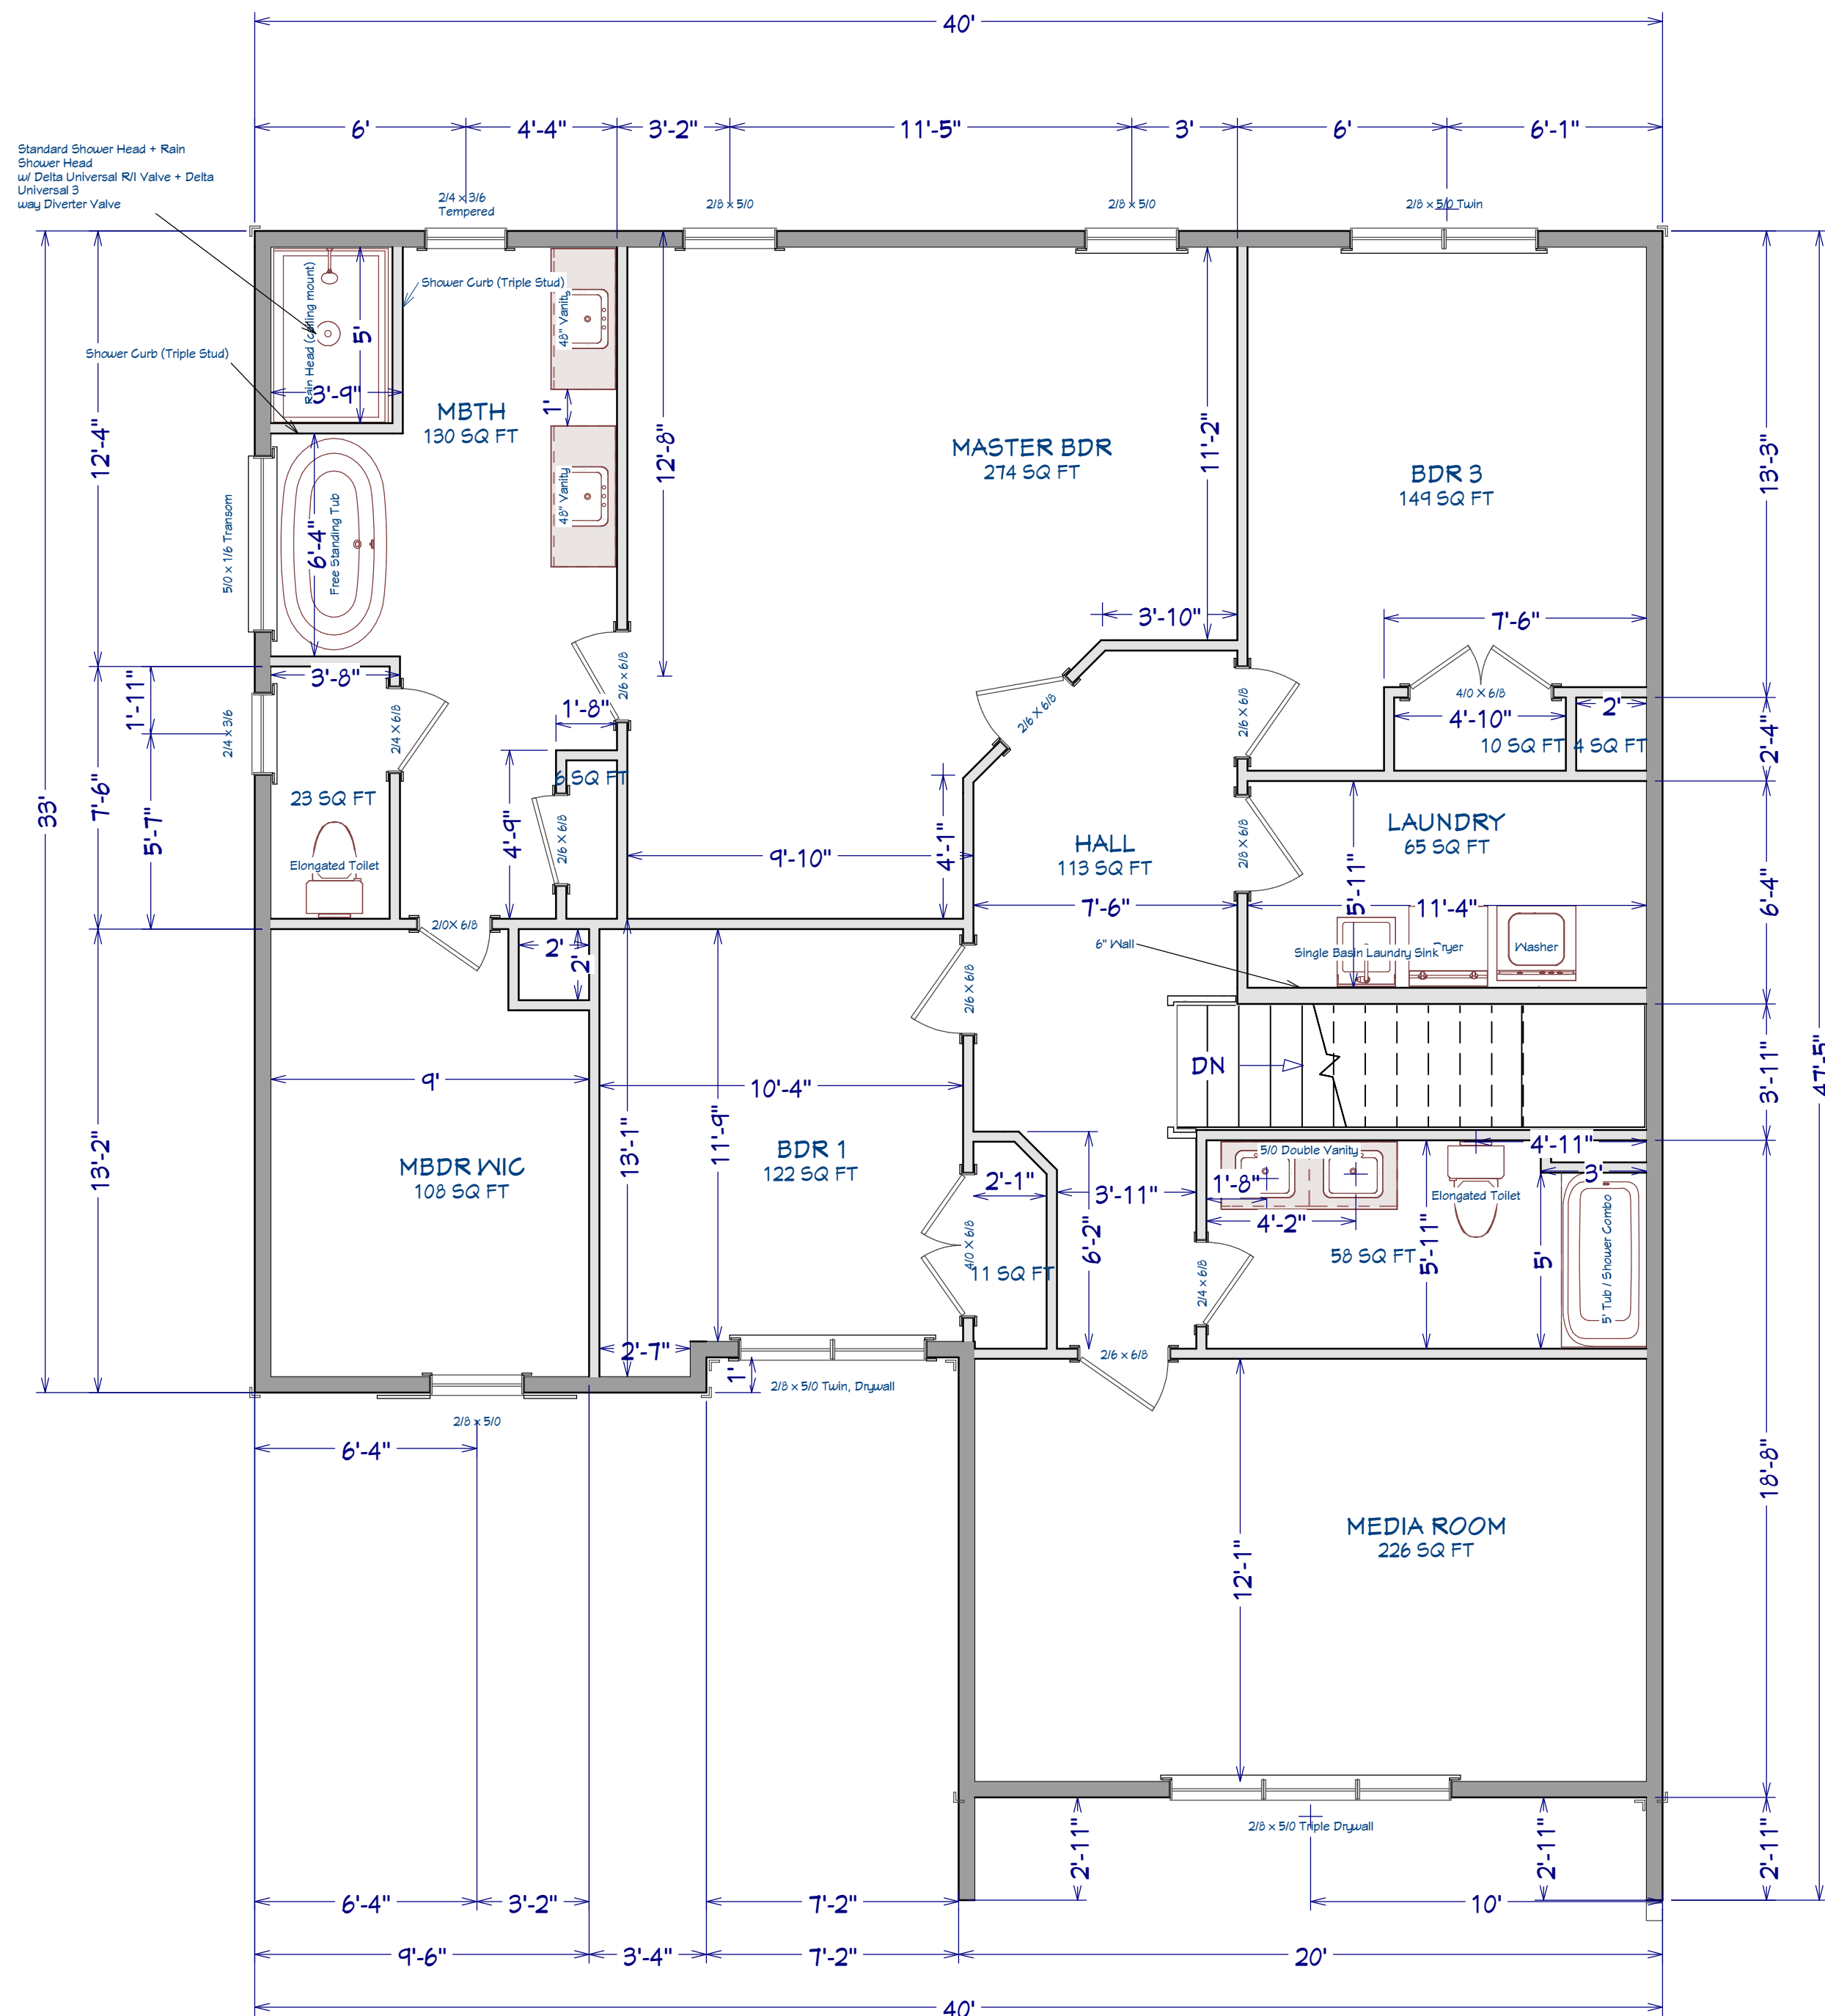 40'
6'
4'-4"
3'-2"
11'-5"
3'
6'
6'-1"
Standard Shower Head + Rain
Shower Head
w/ Delta Universal R/I Valve + Delta
Universal 3
way Diverter Valve
2/4 x 3/6
Tempered
2/8 x 5/0
2/8 x 5/0
2/8 x 5/0 Twin
Shower Curb (Triple Stud)
Rain Head (ceiling mount)
5'
3'-9"
48" Vanity
Shower Curb (Triple Stud)
1'
MBTH
130 SQ FT
12'-4"
12'-8"
11'-2"
MASTER BDR
274 SQ FT
BDR 3
149 SQ FT
13'-3"
48" Vanity
5/0 x 1/6 Transom
6'-4"
Free Standing Tub
3'-10"
7'-6"
3'-8"
1'-11"
2/6 x 6/8
1'-8"
2/6 x 6/8
2/6 x 6/8
4/0 x 6/8
4'-10"
2'
10 SQ FT
4 SQ FT
2'-4"
2/4 x 3/6
2/4 x 6/8
33'
7'-6"
5'-7"
23 SQ FT
6 SQ FT
4'-9"
2/6 x 6/8
Elongated Toilet
9'-10"
4'-1"
HALL
113 SQ FT
2/8 x 6/8
LAUNDRY
65 SQ FT
5'-11"
6'-4"
7'-6"
11'-4"
2/0 X 6/8
2'
2'
6" Wall
Single Basin Laundry Sink
Dryer
Washer
2/6 X 6/8
DN
3'-11"
47'-5"
9'
10'-4"
13'-2"
13'-1"
11'-9"
MBDR WIC
108 SQ FT
BDR 1
122 SQ FT
2'-1"
3'-11"
6'-2"
5/0 Double Vanity
4'-11"
3'
1'-8"
4'-2"
Elongated Toilet
58 SQ FT
5'-11"
5'
5' Tub / Shower Combo
4/0 X 6/8
11 SQ FT
2/4 x 6/8
2'-7"
1'
2/6 x 6/8
2/8 x 5/0 Twin, Drywall
2/8 x 5/0
6'-4"
18'-8"
MEDIA ROOM
226 SQ FT
12'-1"
2/8 x 5/0 Triple Drywall
2'-11"
2'-11"
2'-11"
6'-4"
3'-2"
7'-2"
10'
9'-6"
3'-4"
7'-2"
20'
40'